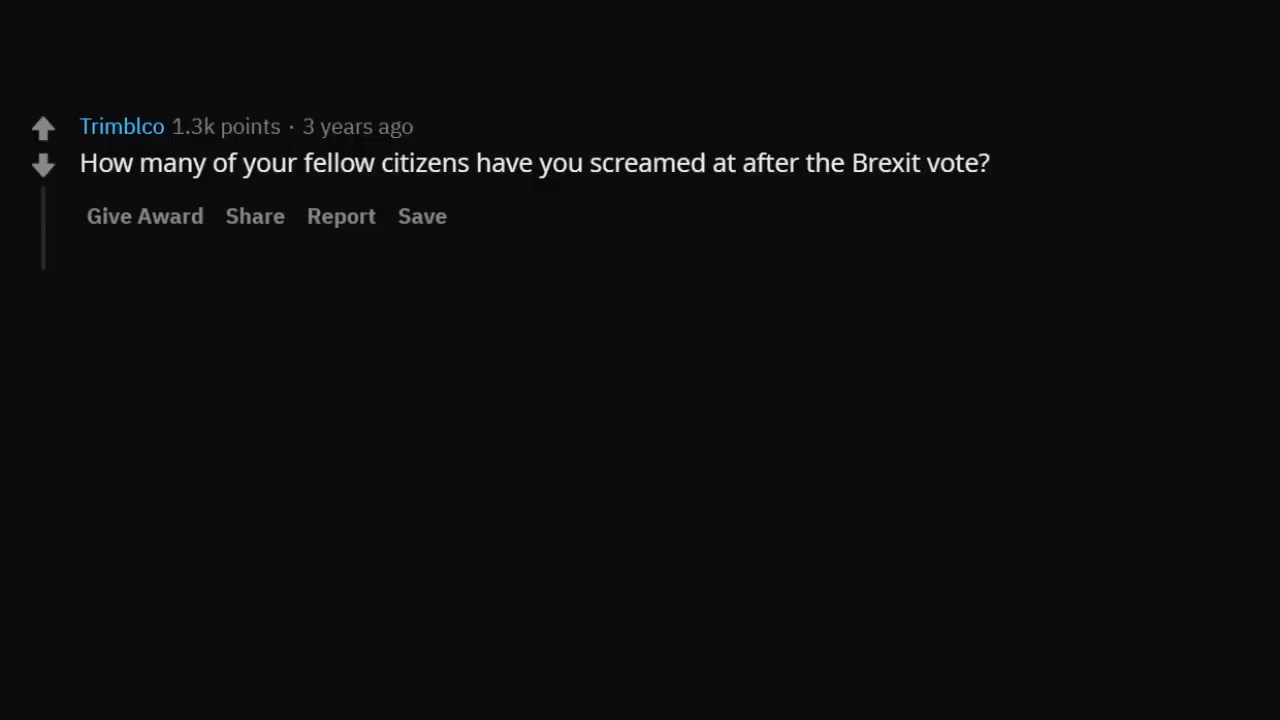 Trimblco 1.3k points · 3 years ago
How many of your fellow citizens have you screamed at after the Brexit vote?
Give Award Share Report Save